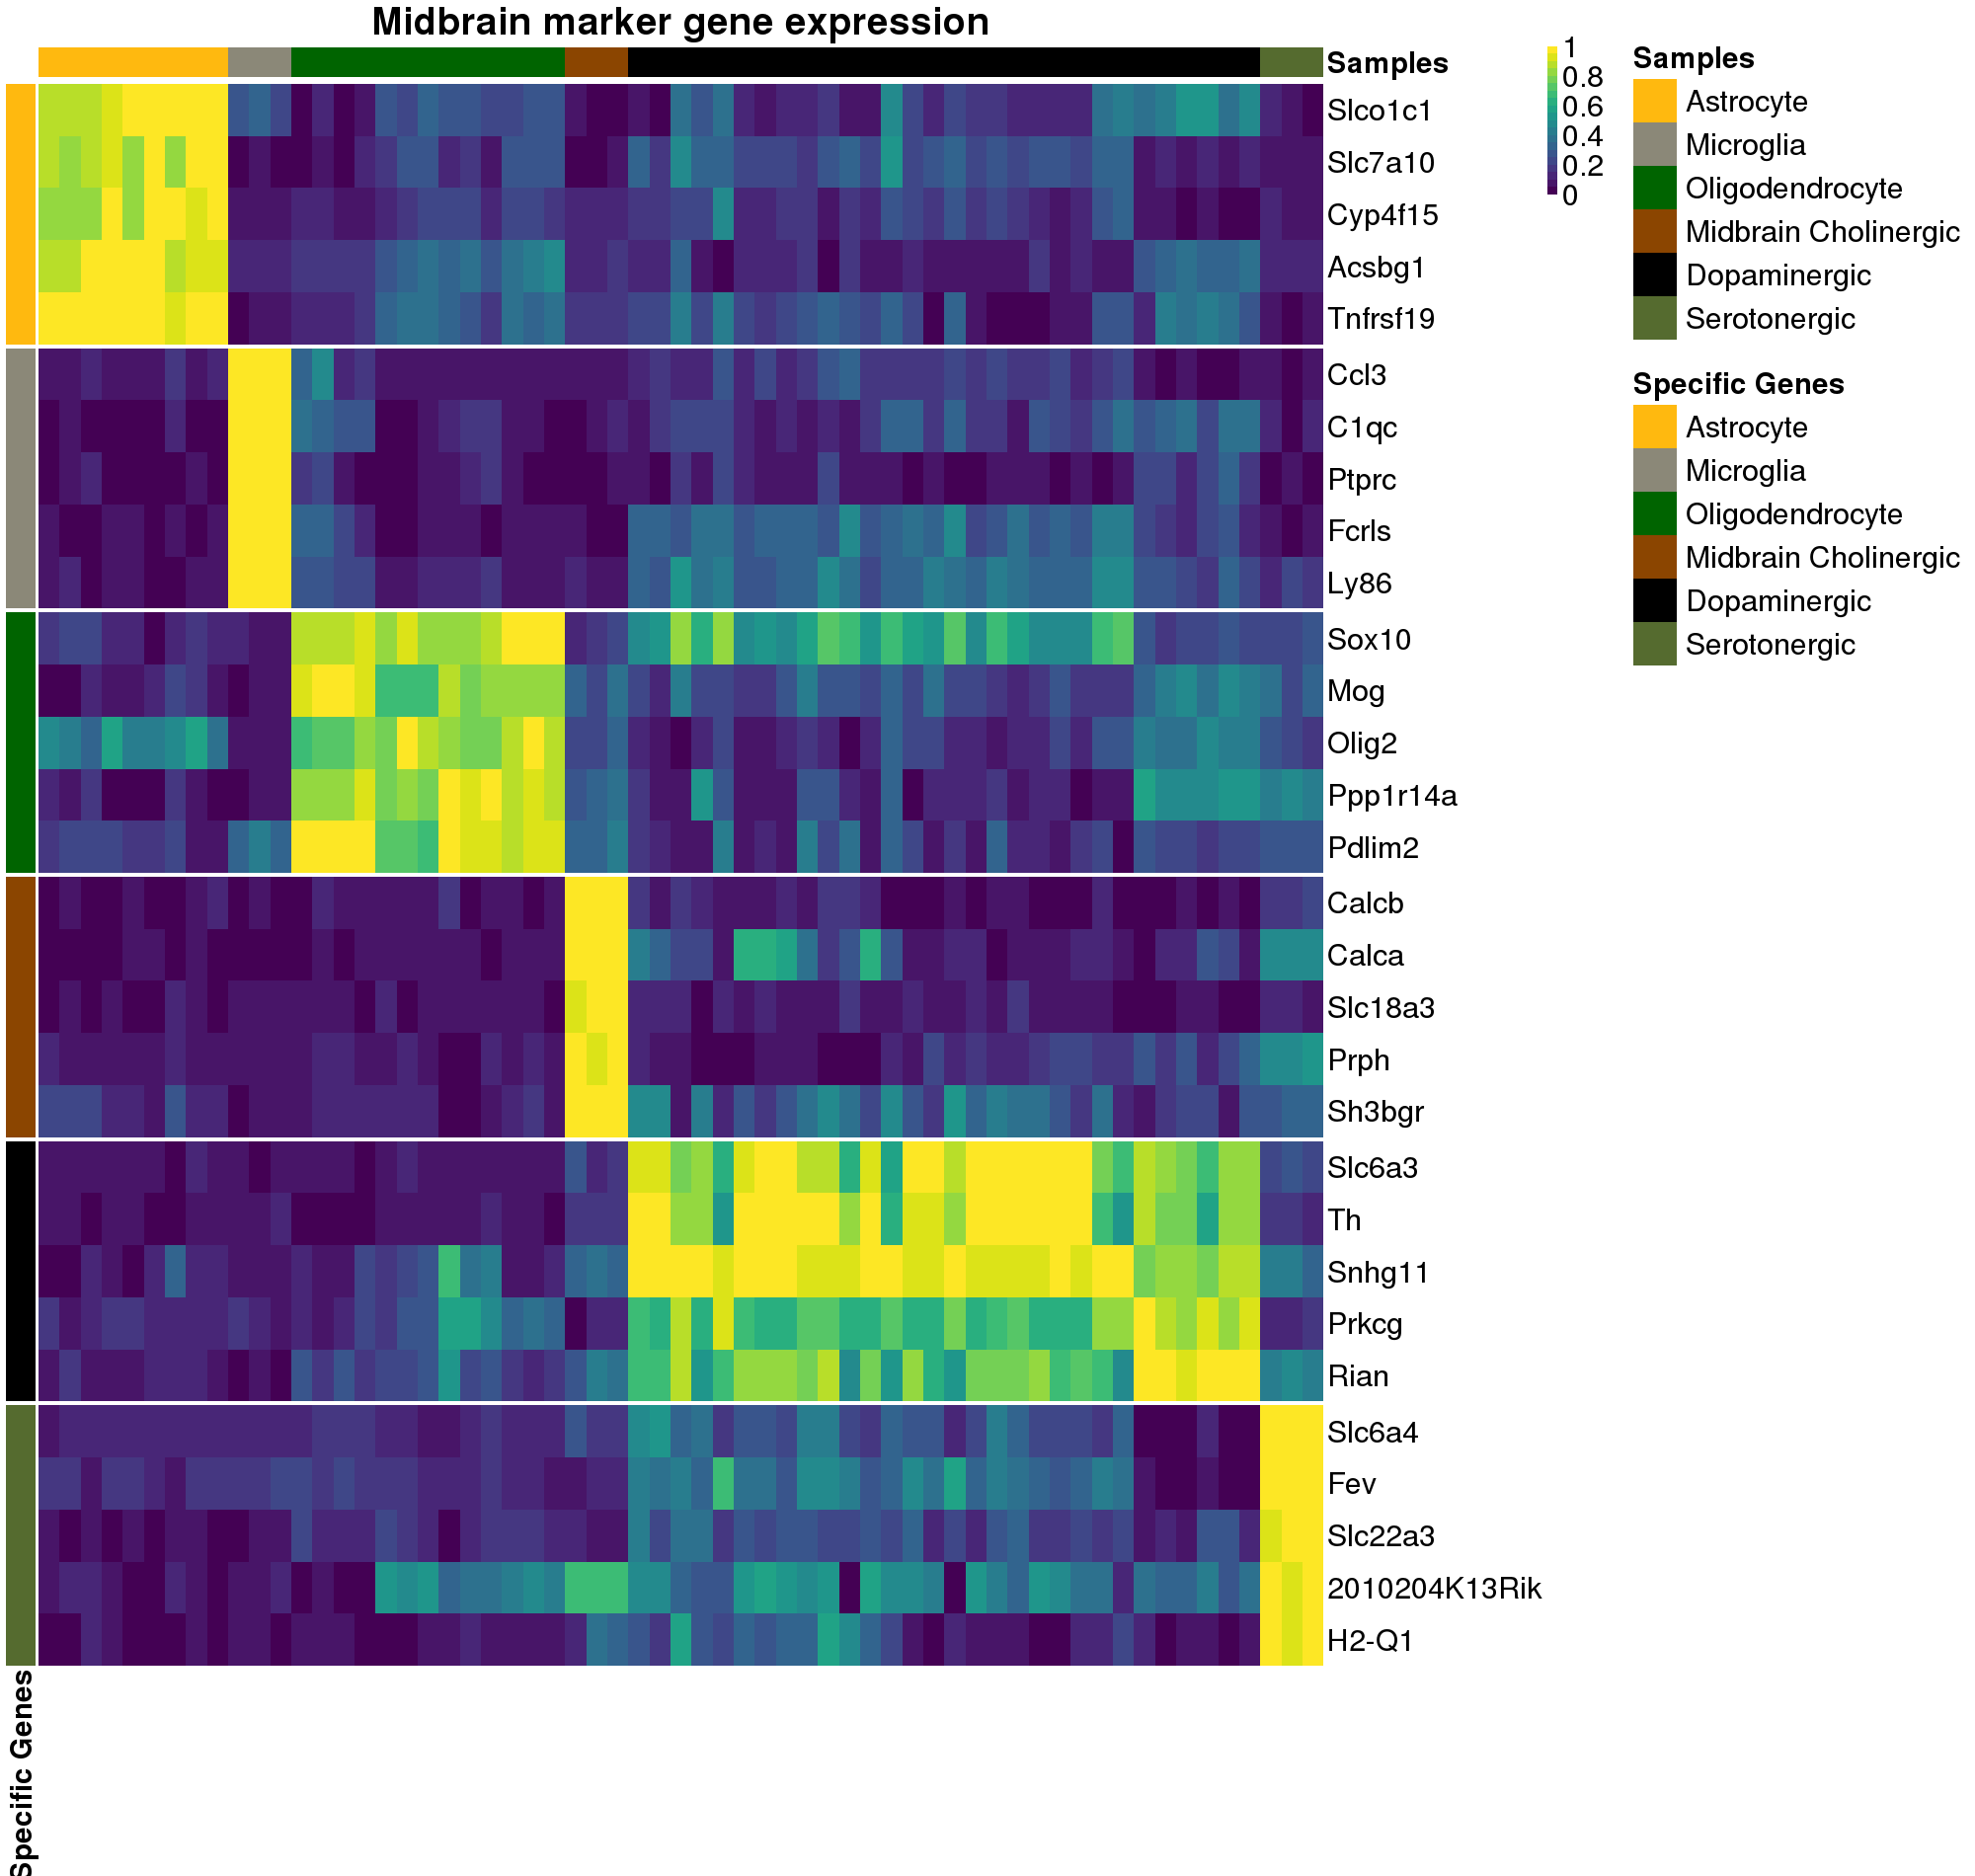 Midbrain marker gene expression
Samples
Slco1c1
Slc7a10
Cyp4f15
Acsbg1
Tnfrsf19
Ccl3
C1qc
Ptprc
Fcrls
Ly86
Sox10
Mog
Olig2
Ppp1r14a
Pdlim2
Calcb
Calca
Slc18a3
Prph
Sh3bgr
Slc6a3
Th
Snhg11
Prkcg
Rian
Slc6a4
Fev
Slc22a3
2010204K13Rik
H2-Q1
Specific Genes
1
0.8
0.6
0.4
0.2
0
Samples
Astrocyte
Microglia
Oligodendrocyte
Midbrain Cholinergic
Dopaminergic
Serotonergic
Specific Genes
Astrocyte
Microglia
Oligodendrocyte
Midbrain Cholinergic
Dopaminergic
Serotonergic